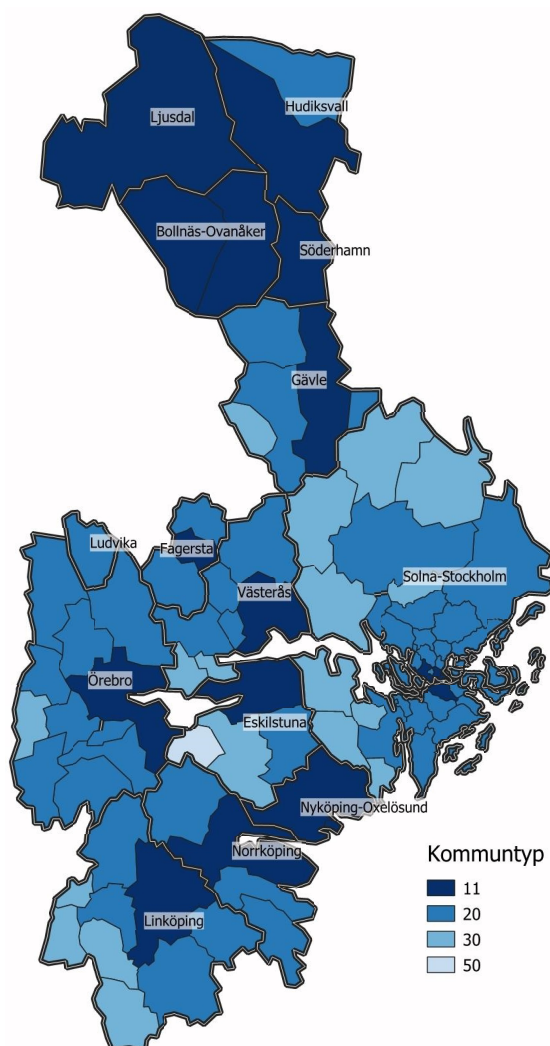 Ljusdal
Hudiksvall
Bollnäs-Ovanåker
Söderhamn
Gävle
Ludvika
Fagersta
Västerås
Solna-Stockholm
Örebro
Eskilstuna
Nyköping-Oxelösund
Norrköping
Linköping
Kommuntyp
11
20
30
50